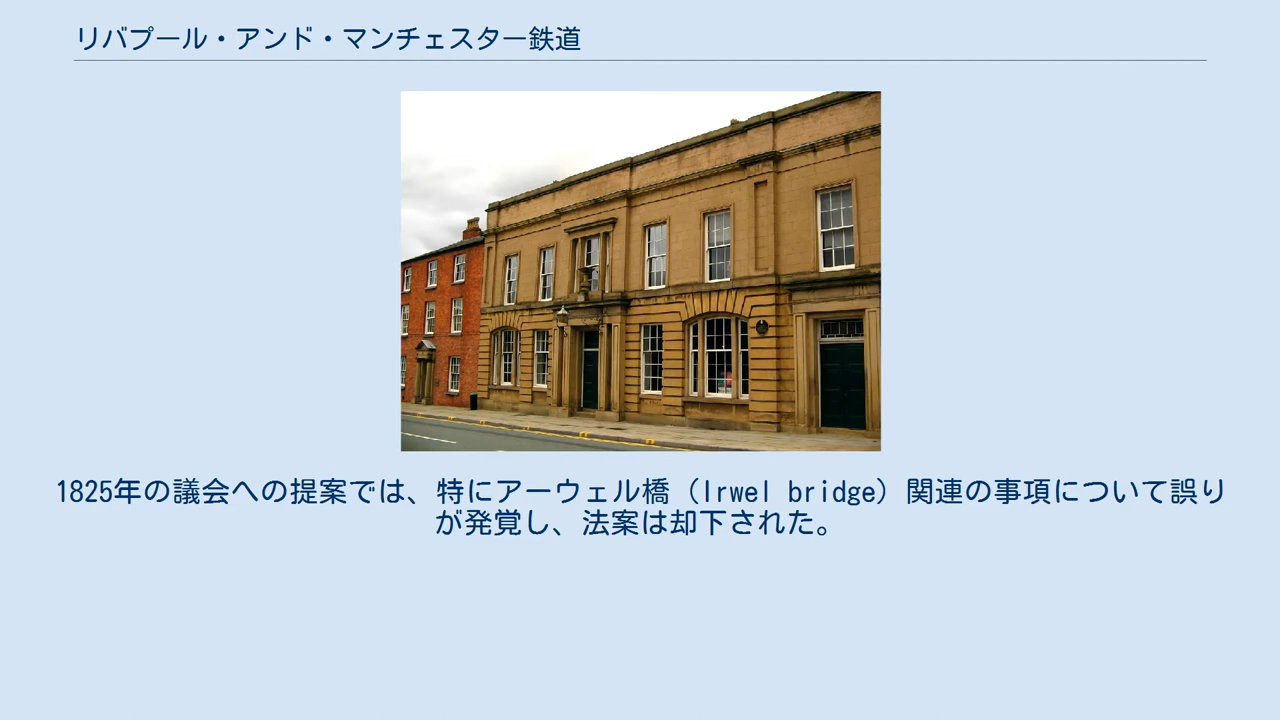 リバプール・アンド・マンチェスター鉄道
1825年の議会への提案では、特にアーウェル橋（Irwel bridge）関連の事項について誤り
が発覚し、法案は却下された。